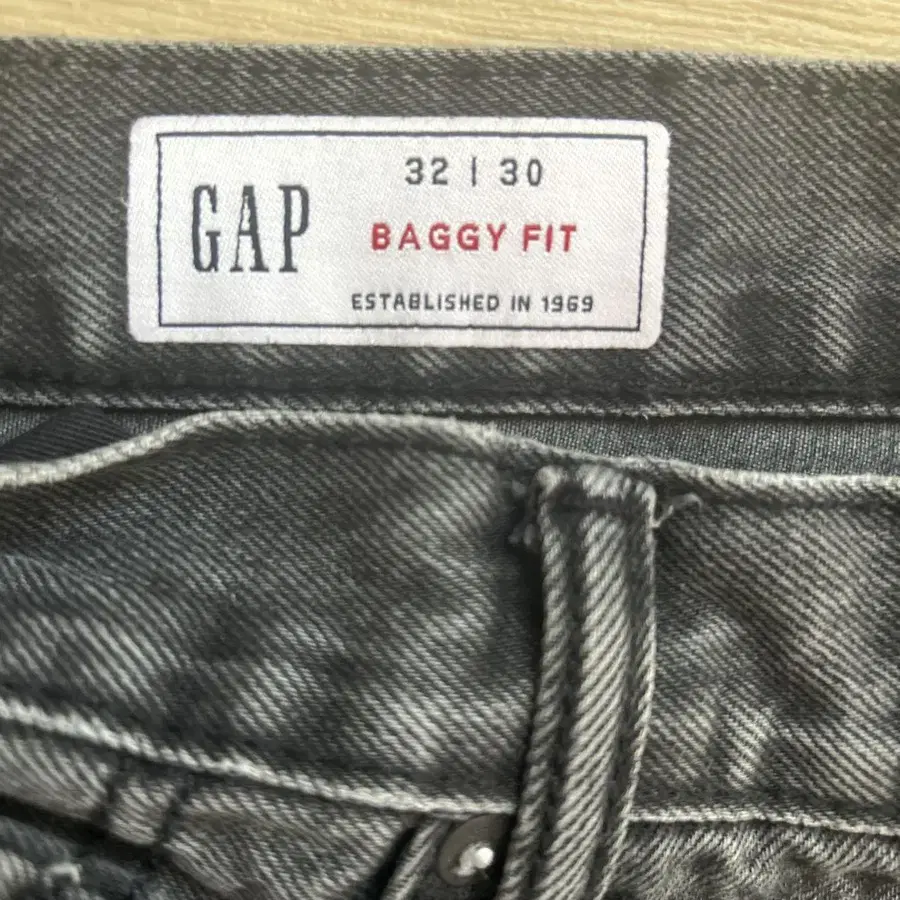 GAP
32 | 30
BAGGY FIT
ESTABLISHED IN 1969